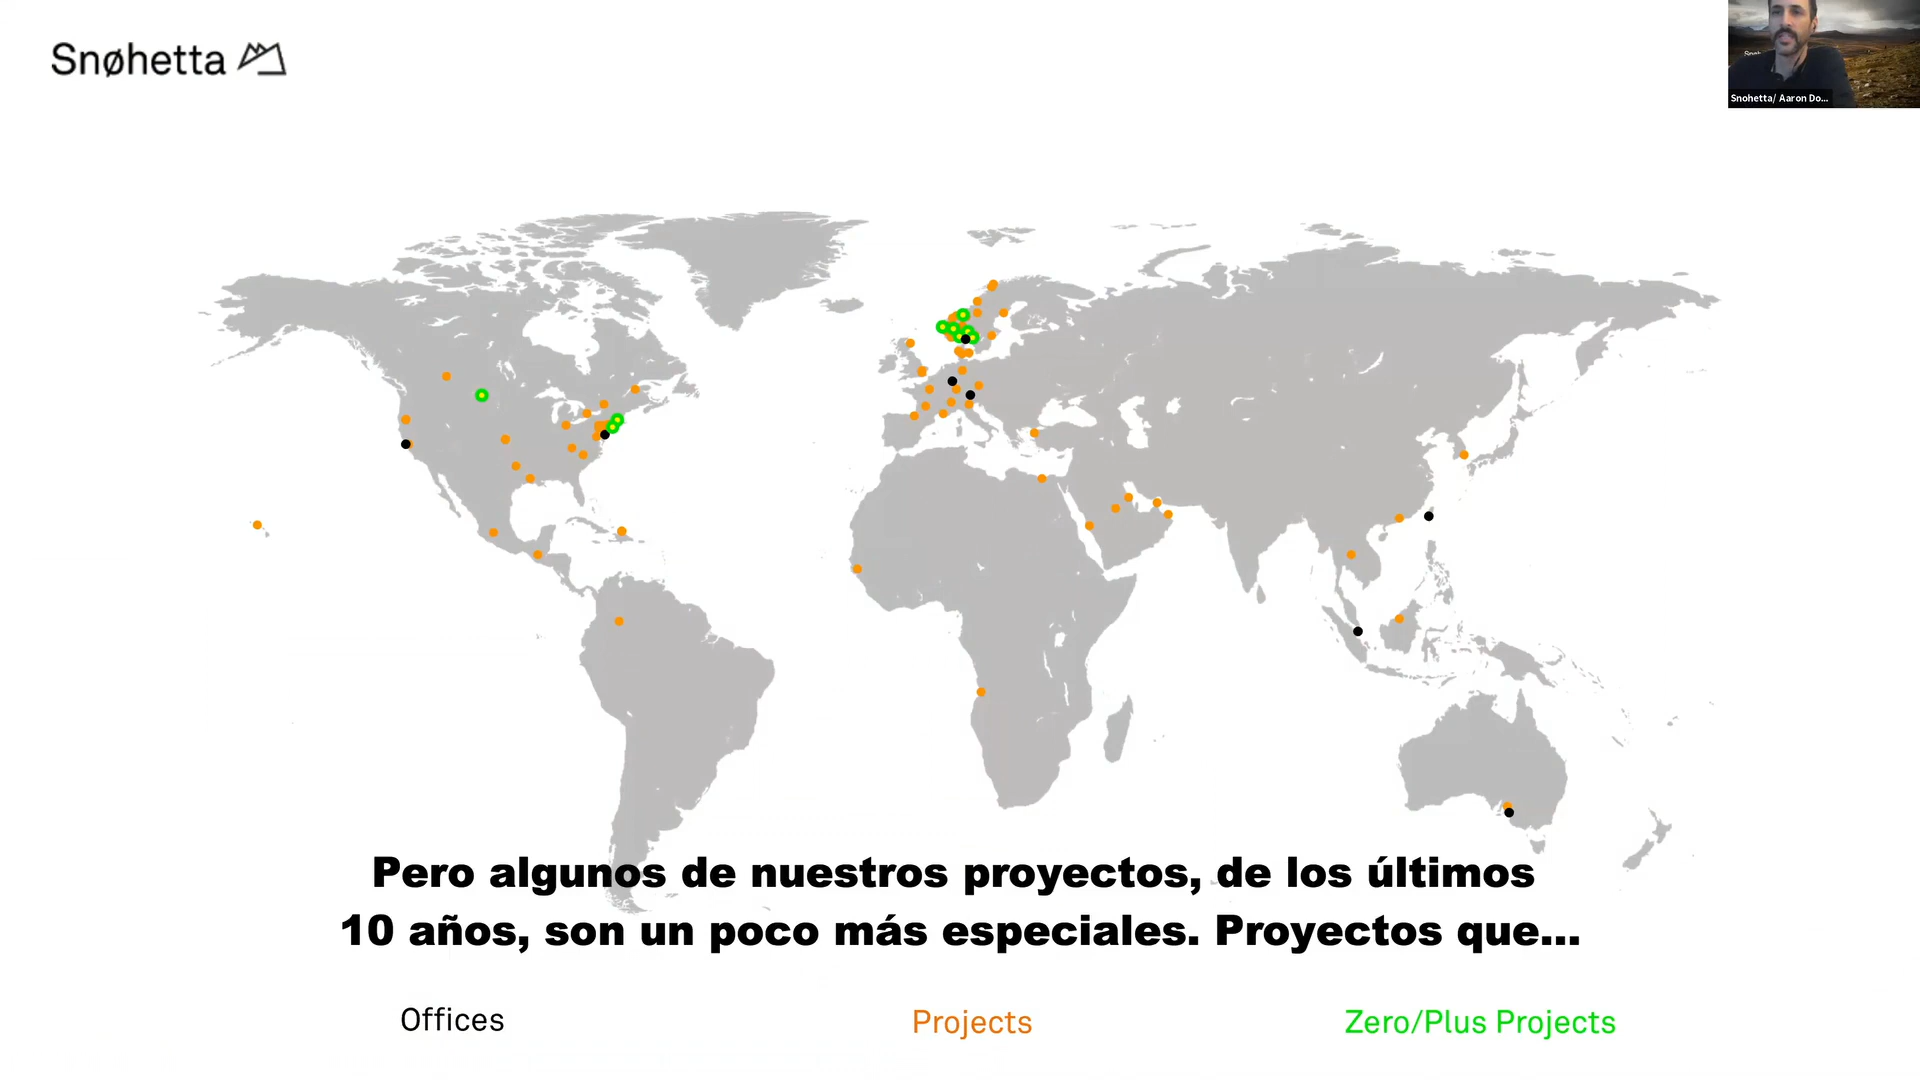 Snøhetta
Snohetta/ Aaron Do...
Pero algunos de nuestros proyectos, de los últimos
10 años, son un poco más especiales. Proyectos que...
Offices
Projects
Zero/Plus Projects